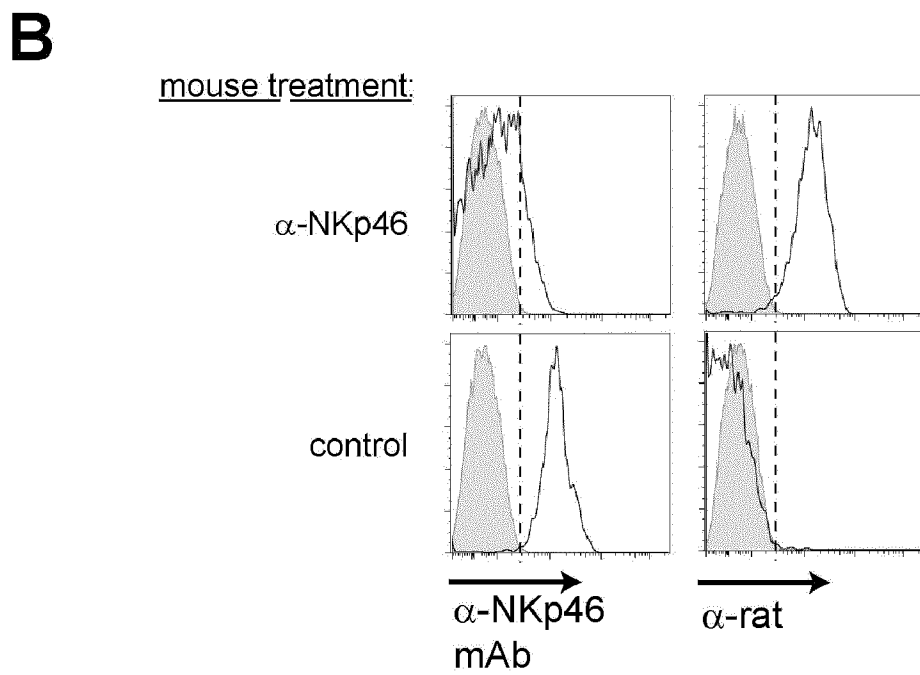 B
mouse treatment:
α-NKp46
control
α-NKp46
mAb
α-rat